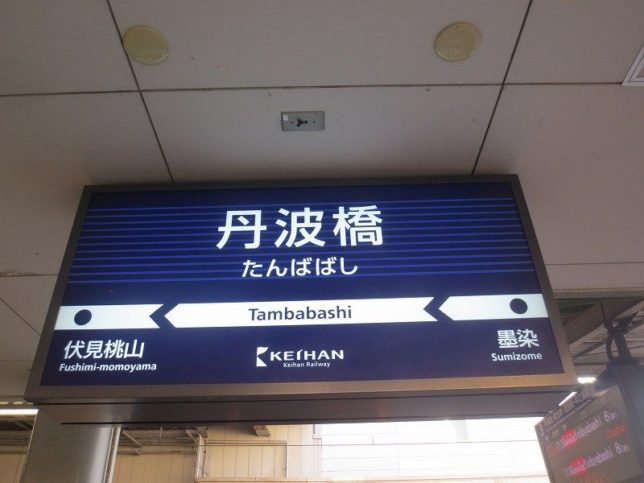 丹波橋
たんばばし
Tambabashi
伏見桃山
Fushimi-momoyama
KEIHAN
Keihan Railway
墨染
Sumizome